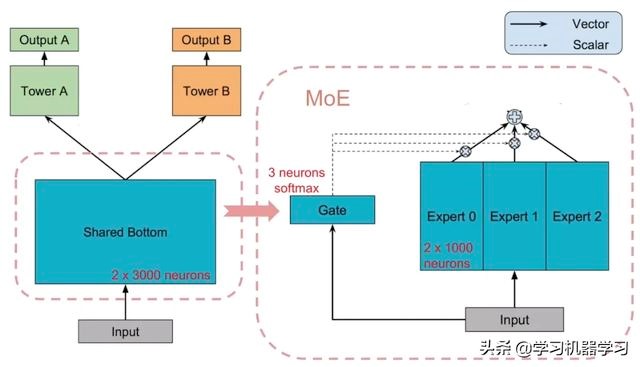 Output A
Output B
Tower A
Tower B
Shared Bottom
2 x 3000 neurons
Input
Vector
Scalar
MoE
3 neurons
softmax
Gate
Expert 0
Expert 1
Expert 2
2 x 1000
neurons
Input
头条 @学习机器学习